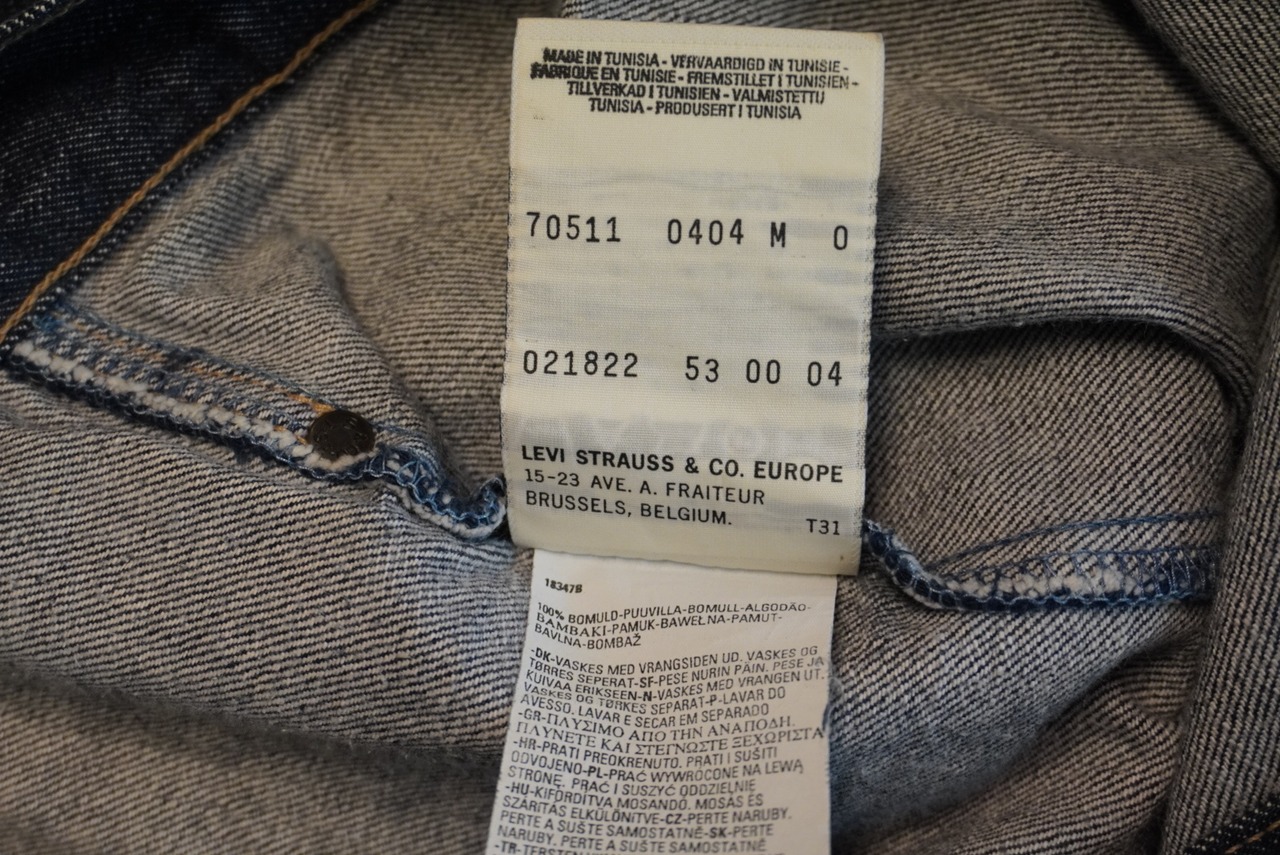 MADE IN TUNISIA - VERVAARDIGD IN TUNISIE -
FABRIQUE EN TUNISIE - FREMSTILLET I TUNISIEN -
TILLVERKAD I TUNISIEN - VALMISTETTU
TUNISIA - PRODUSERT I TUNISIA
70511 0404 M 0
021822 53 00 04
LEVI STRAUSS & CO. EUROPE
15-23 AVE. A. FRAITEUR
BRUSSELS, BELGIUM. T31
18347B
100% BOMULD-PUUVILLA-BOMULL-ALGODÃO-
BAMBAKI-PAMUK-BAWEŁNA-PAMUT-
BAVLNA-BOMBAŽ
-DK-VASKES MED VRANGSIDEN UD. VASKES OG
TØRRES SEPERAT-SF-PESE NURIN PÄIN. PESE JA
KUIVAA ERIKSEEN-N-VASKES MED VRANGEN UT.
VASKES OG TØRKES SEPARAT-P-LAVAR DO
AVESSO. LAVAR E SECAR EM SEPARADO
-GR-ΠΛΥΣΙΜΟ ΑΠΟ ΤΗΝ ΑΝΑΠΟΔΗ.
ΠΛΥΝΕΤΕ ΚΑΙ ΣΤΕΓΝΩΣΤΕ ΞΕΧΩΡΙΣΤΑ
-HR-PRATI PREOKRENUTO. PRATI I SUŠITI
ODVOJENO-PL-PRAĆ WYWRÓCONE NA LEWĄ
STRONĘ. PRAĆ I SUSZYĆ ODDZIELNIE
-HU-KIFORDÍTVA MOSANDÓ. MOSÁS ÉS
SZÁRÍTÁS ELKÜLÖNÍTVE-CZ-PERTE NARUBY.
PERTE A SUŠTE SAMOSTATNĚ-SK-PERTE
NARUBY. PERTE A SUŠTE SAMOSTATNE
-TR-TERSTEN